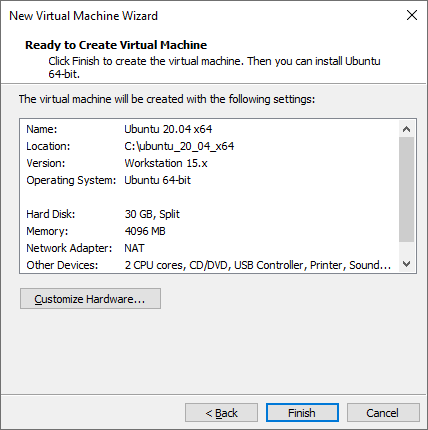 New Virtual Machine Wizard
Ready to Create Virtual Machine
Click Finish to create the virtual machine. Then you can install Ubuntu
64-bit.
The virtual machine will be created with the following settings:
Name: Ubuntu 20.04 x64
Location: C:\ubuntu_20_04_x64
Version: Workstation 15.x
Operating System: Ubuntu 64-bit
Hard Disk: 30 GB, Split
Memory: 4096 MB
Network Adapter: NAT
Other Devices: 2 CPU cores, CD/DVD, USB Controller, Printer, Sound...
Customize Hardware...
< Back Finish Cancel